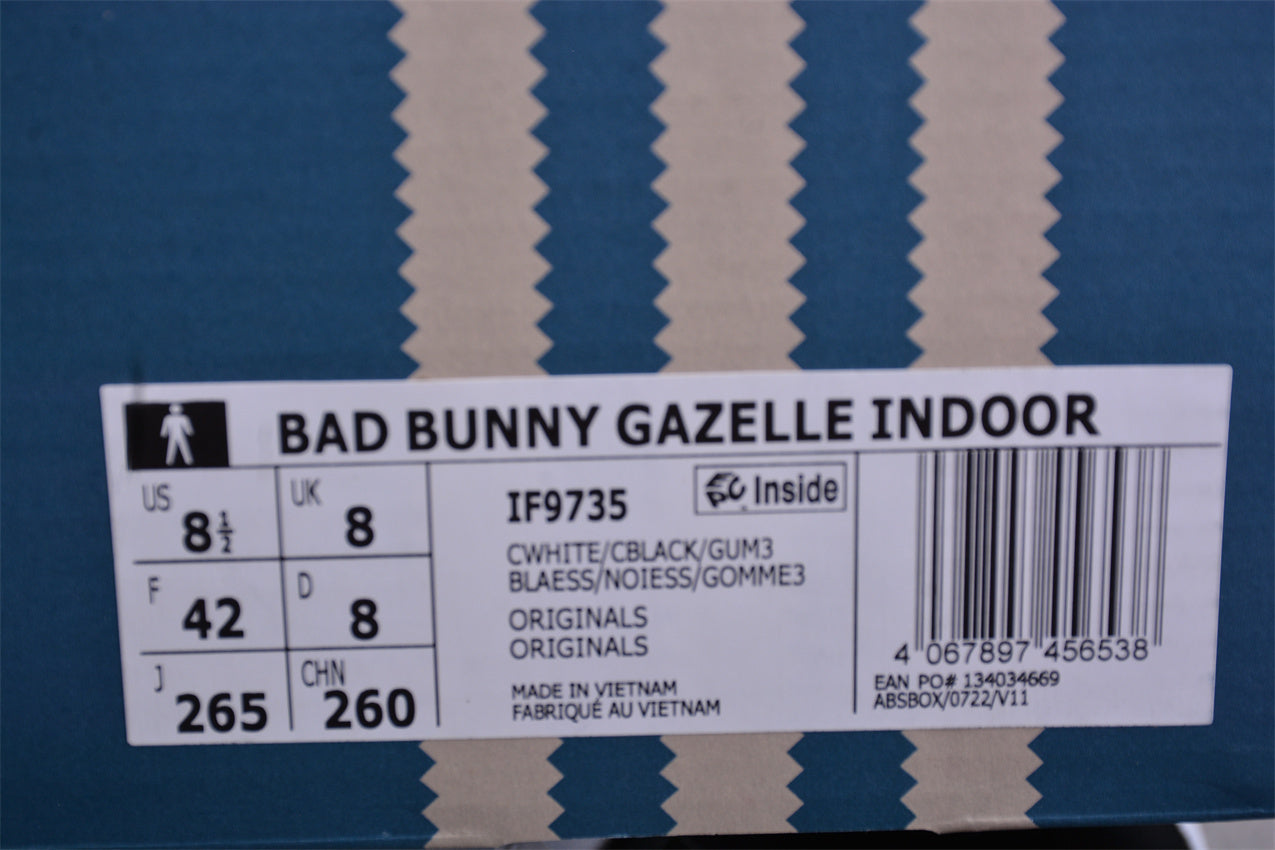 BAD BUNNY GAZELLE INDOOR
US 8½
UK 8
F 42
D 8
J 265
CHN 260
IF9735
Inside
CWHITE/CBLACK/GUM3
BLAESS/NOIESS/GOMME3
ORIGINALS
ORIGINALS
MADE IN VIETNAM
FABRIQUÉ AU VIETNAM
4 067897 456538
EAN PO# 134034669
ABSBOX/0722/V11